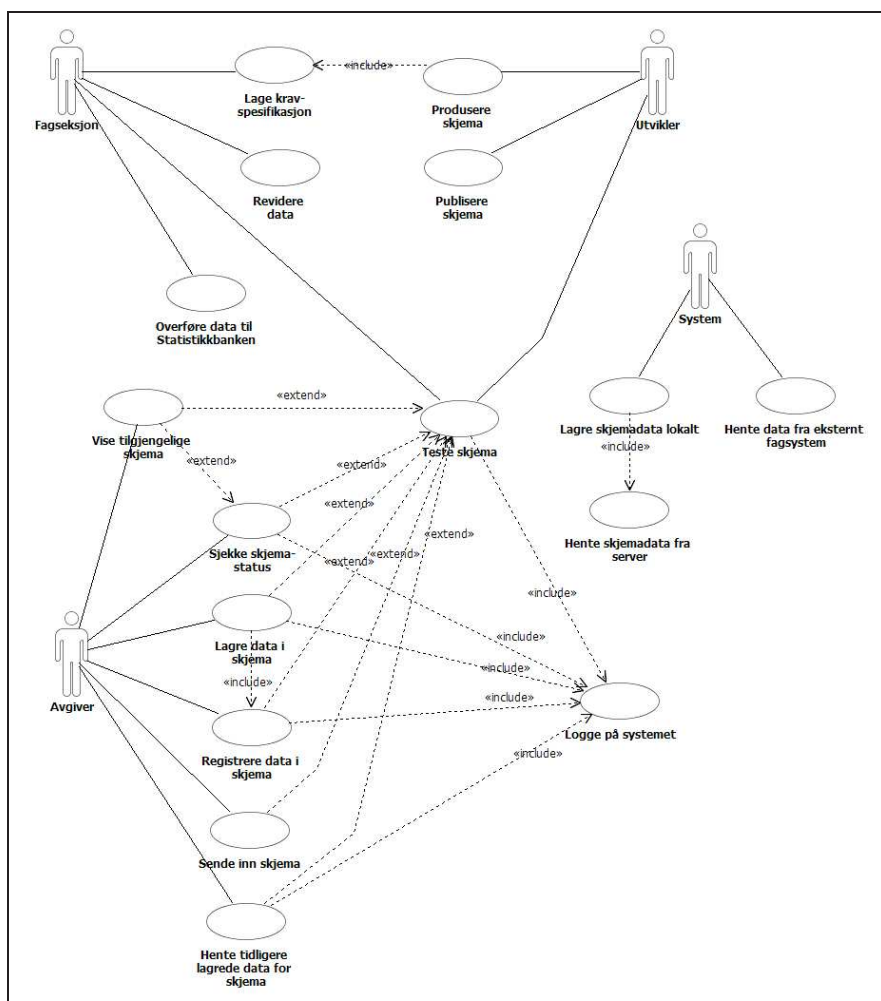 «include»
Lage krav-
spesifikasjon
Produsere
skjema
Fagseksjon
Utvikler
Revidere
data
Publisere
skjema
System
Overføre data til
Statistikkbanken
«extend»
Vise tilgjengelige
skjema
Teste skjema
Lagre skjemadata lokalt
Hente data fra eksternt
fagsystem
«include»
«extend»
«extend»
«extend»
«extend»
Sjekke skjema-
status
Hente skjemadata fra
server
«extend»
«extend»
«include»
Lagre data i
skjema
«include»
«include»
«include»
Avgiver
«include»
Registrere data i
skjema
Logge på systemet
«include»
Sende inn skjema
Hente tidligere
lagrede data for
skjema